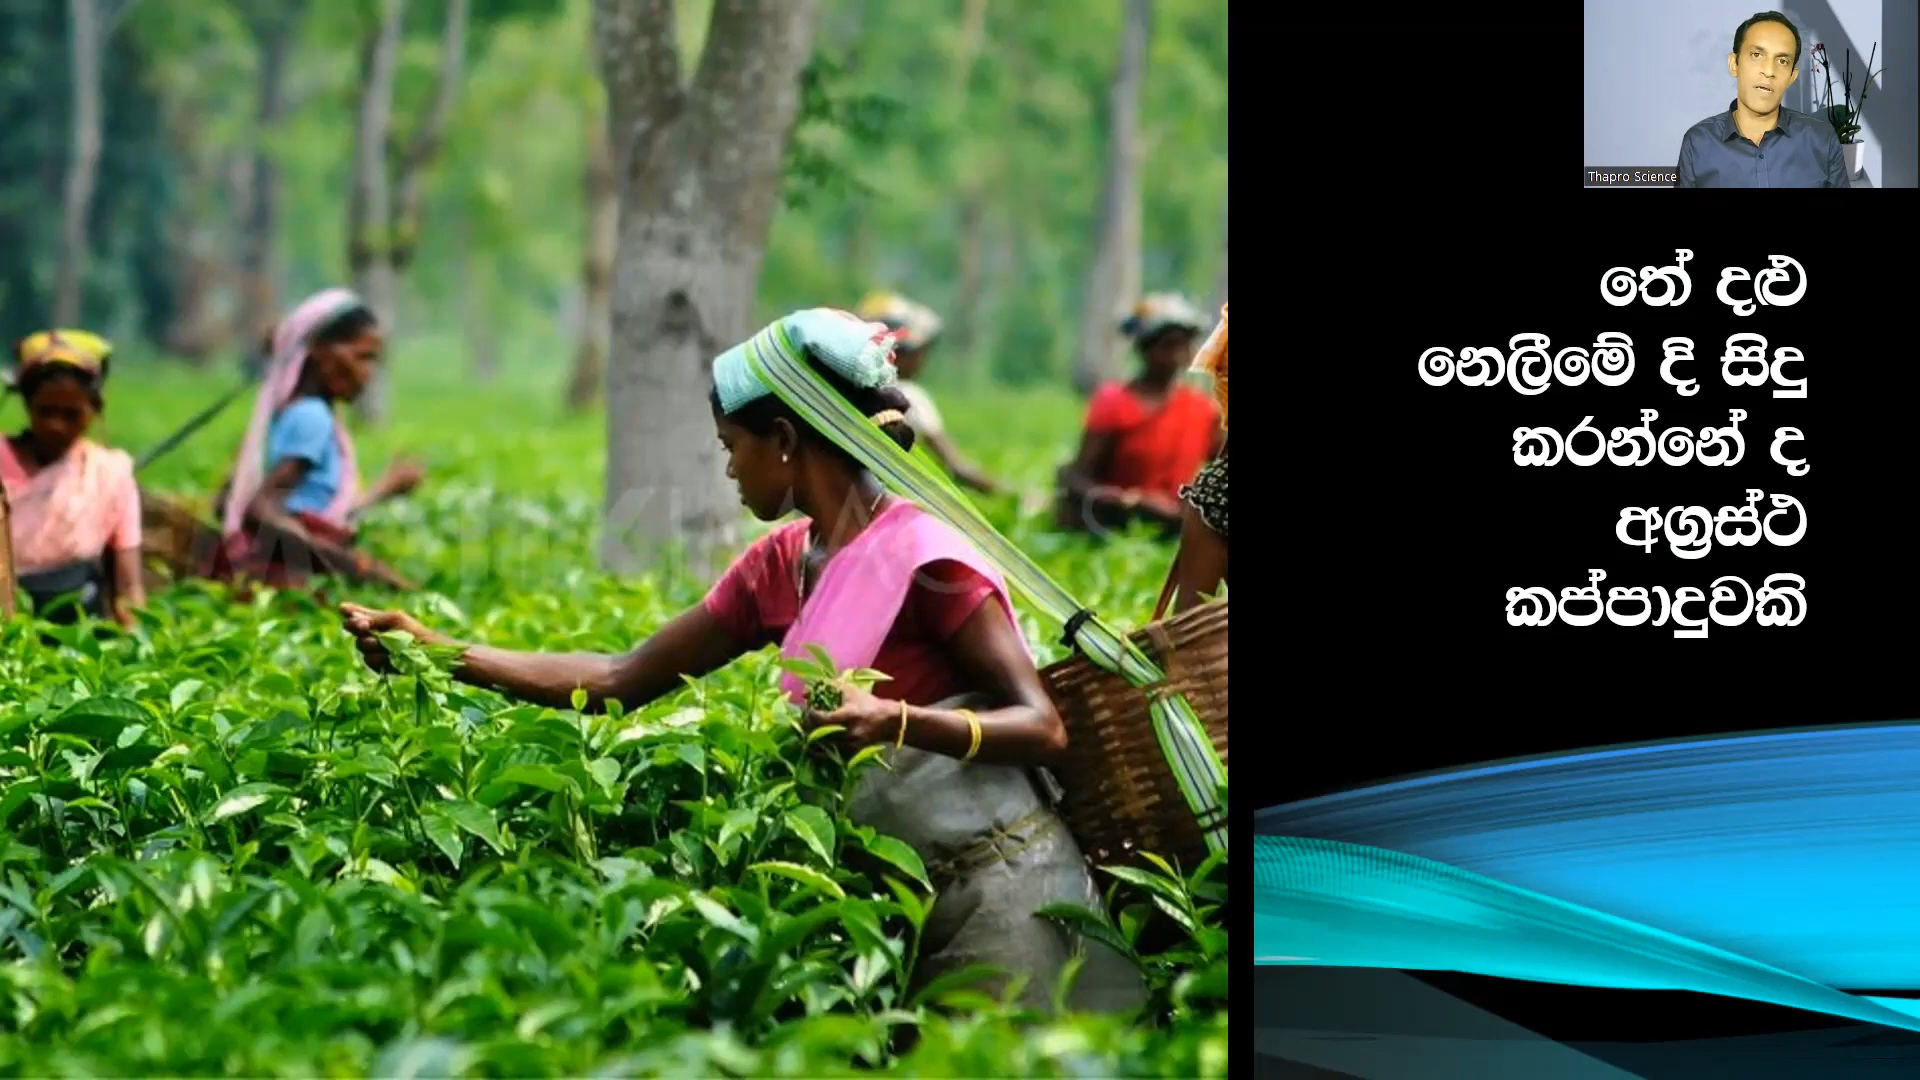 Thapro Science
තේ දළු
නෙලීමේ දි සිදු
කරන්නේ ද
අග්‍රස්ථ
කප්පාදුවකි